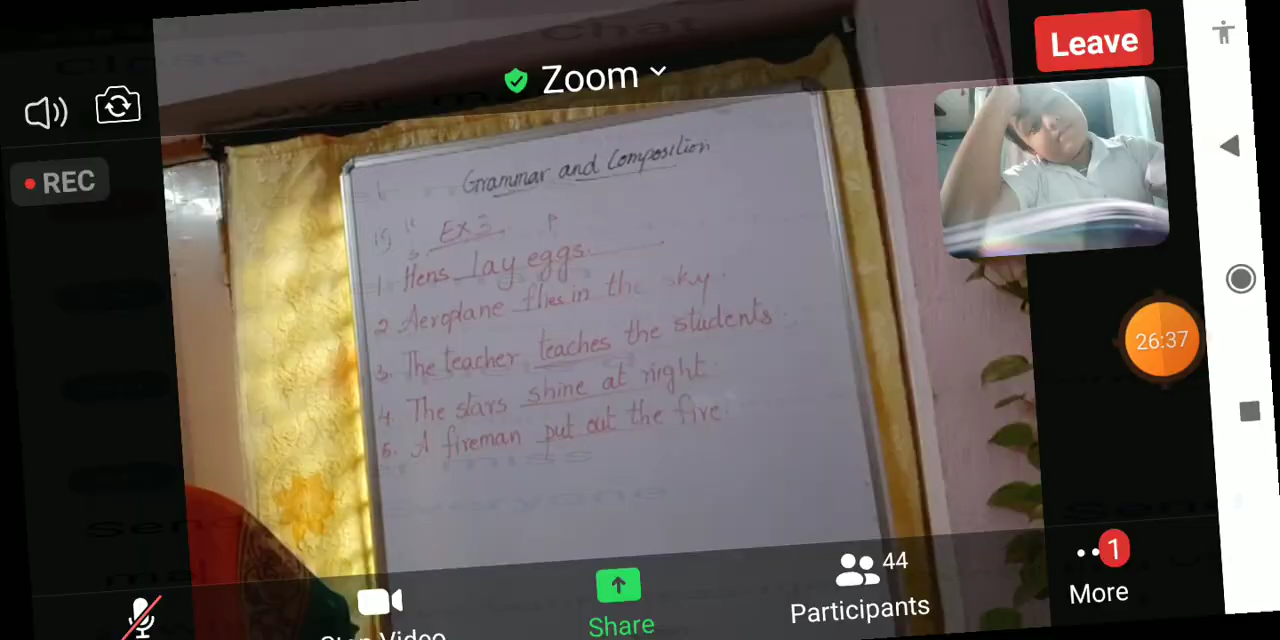 Leave
Zoom
REC
Grammar and Composition
Ex 3
1. Hens lay eggs.
2. Aeroplane flies in the sky.
3. The teacher teaches the students.
4. The stars shine at night.
5. A fireman put out the fire.
26:37
44
1
Stop Video
Share
Participants
More